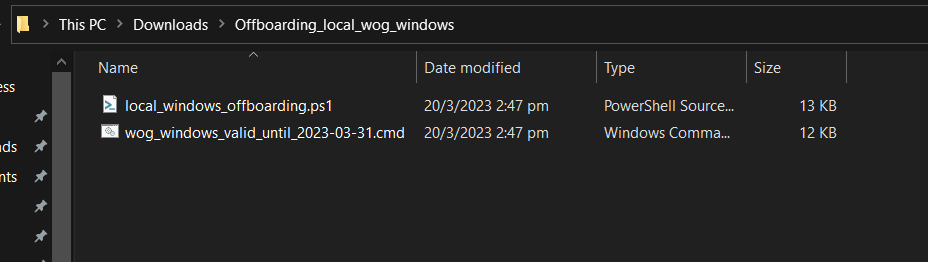 This PC > Downloads > Offboarding_local_wog_windows
Name Date modified Type Size
ess
local_windows_offboarding.ps1 20/3/2023 2:47 pm PowerShell Source... 13 KB
wog_windows_valid_until_2023-03-31.cmd 20/3/2023 2:47 pm Windows Comma... 12 KB
nds
nts